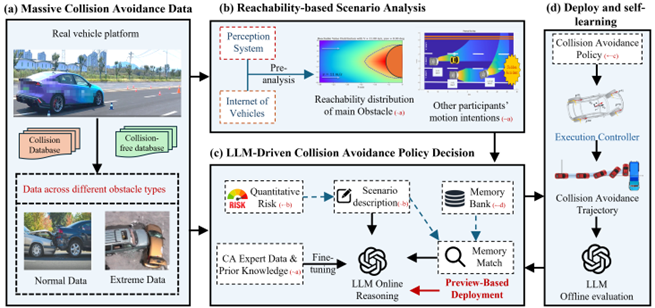 (a) Massive Collision Avoidance Data
Real vehicle platform
Collision
Database
Collision-
free database
Data across different obstacle types
Normal Data
Extreme Data
(b) Reachability-based Scenario Analysis
Perception
System
Internet of
Vehicles
Pre-
analysis
Reachability distribution
of main Obstacle (-a)
Other participants'
motion intentions (-a)
(c) LLM-Driven Collision Avoidance Policy Decision
RISK
Quantitative
Risk (-b)
Scenario
description(-b)
Memory
Bank (-d)
CA Expert Data &
Prior Knowledge (-a)
Fine-
tuning
LLM Online
Reasoning
Memory
Match
Preview-Based
Deployment
(d) Deploy and self-
learning
Collision Avoidance
Policy (--c)
Execution Controller
Collision Avoidance
Trajectory
LLM
Offline evaluation